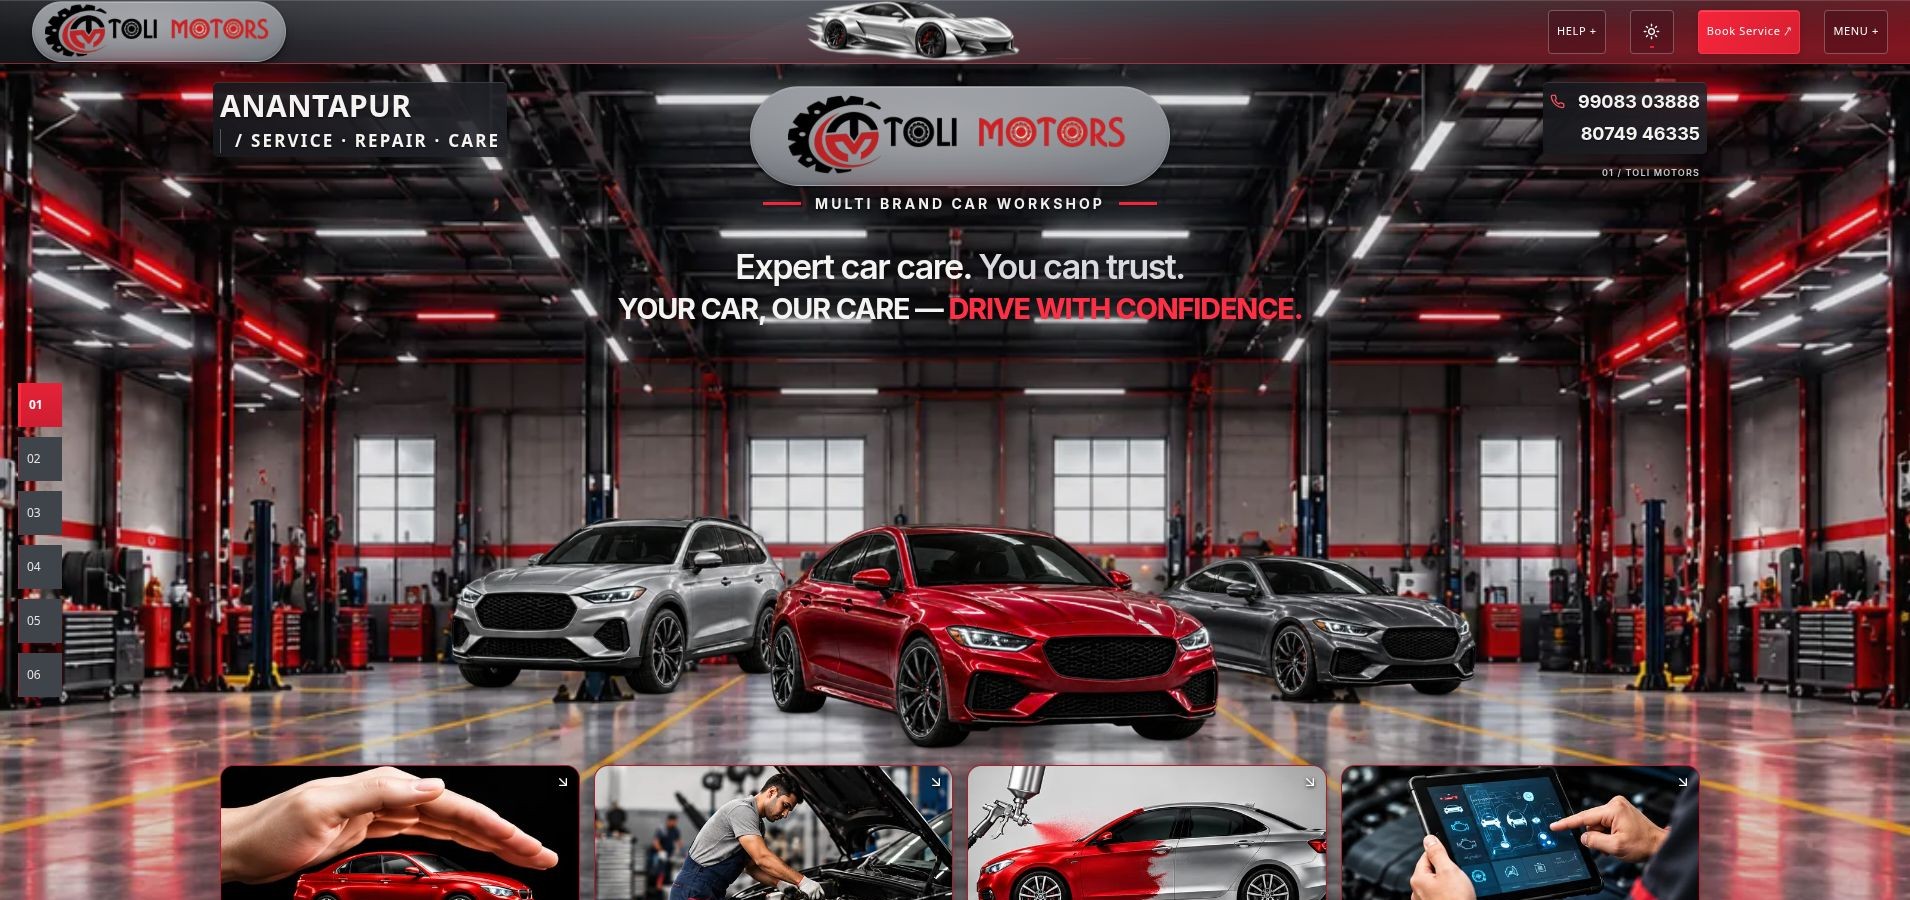 TOLI MOTORS
HELP +
Book Service ↗
MENU +
ANANTAPUR
/ SERVICE · REPAIR · CARE
TOLI MOTORS
MULTI BRAND CAR WORKSHOP
99083 03888
80749 46335
01 / TOLI MOTORS
Expert car care. You can trust.
YOUR CAR, OUR CARE — DRIVE WITH CONFIDENCE.
01
02
03
04
05
06